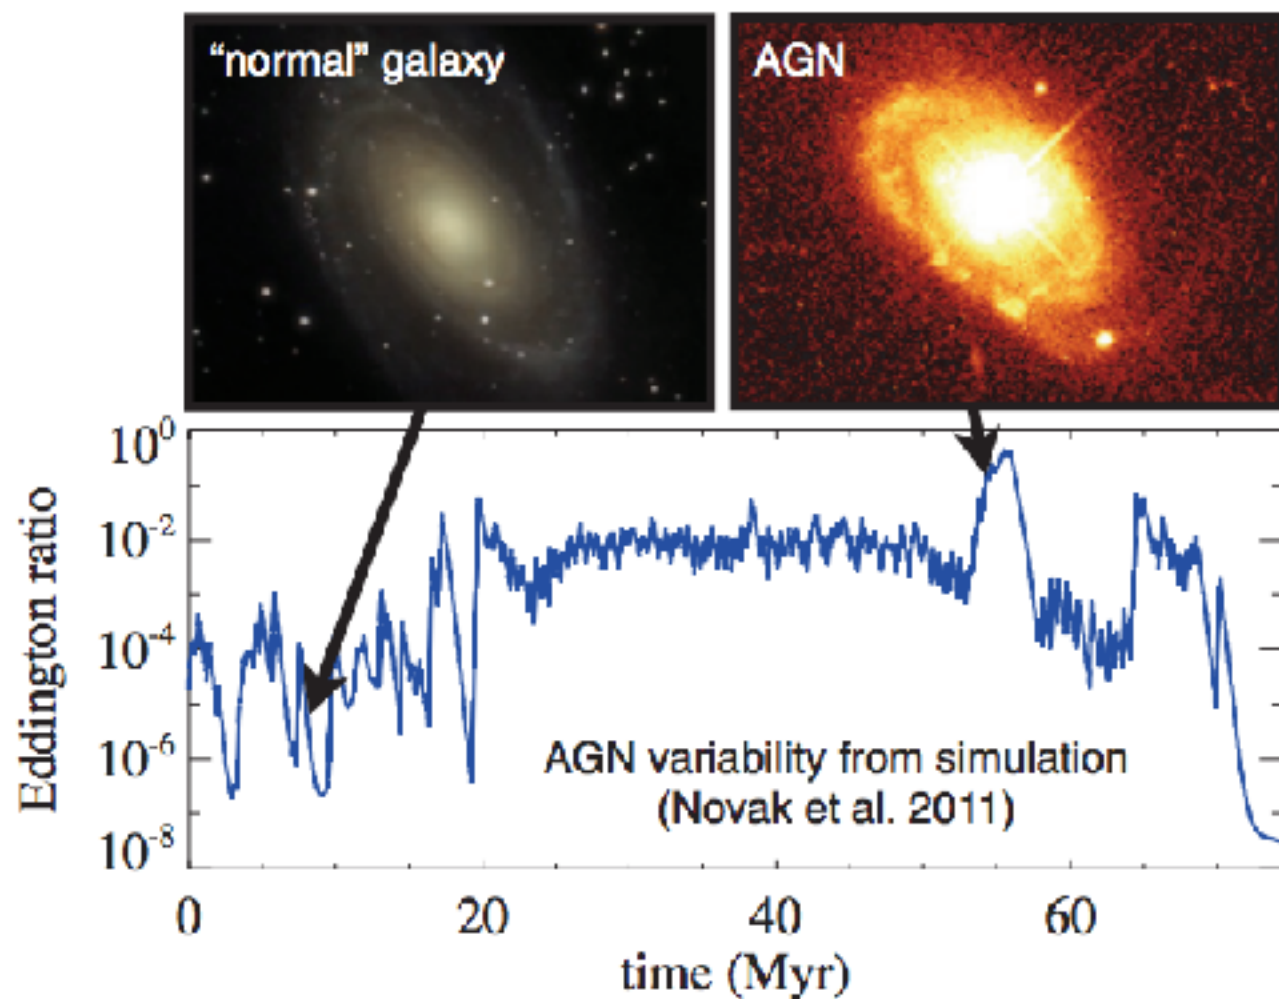 “normal” galaxy
AGN
10^0
10^-2
10^-4
10^-6
10^-8
Eddington ratio
AGN variability from simulation
(Novak et al. 2011)
0 20 40 60
time (Myr)